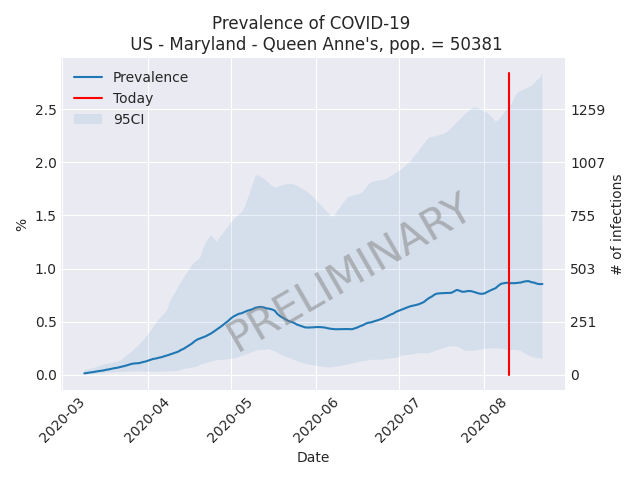 Prevalence of COVID-19
US - Maryland - Queen Anne's, pop. = 50381
Prevalence
Today
95CI
PRELIMINARY
%
2.5
2.0
1.5
1.0
0.5
0.0
1259
1007
755
503
251
0
# of infections
2020-03
2020-04
2020-05
2020-06
2020-07
2020-08
Date